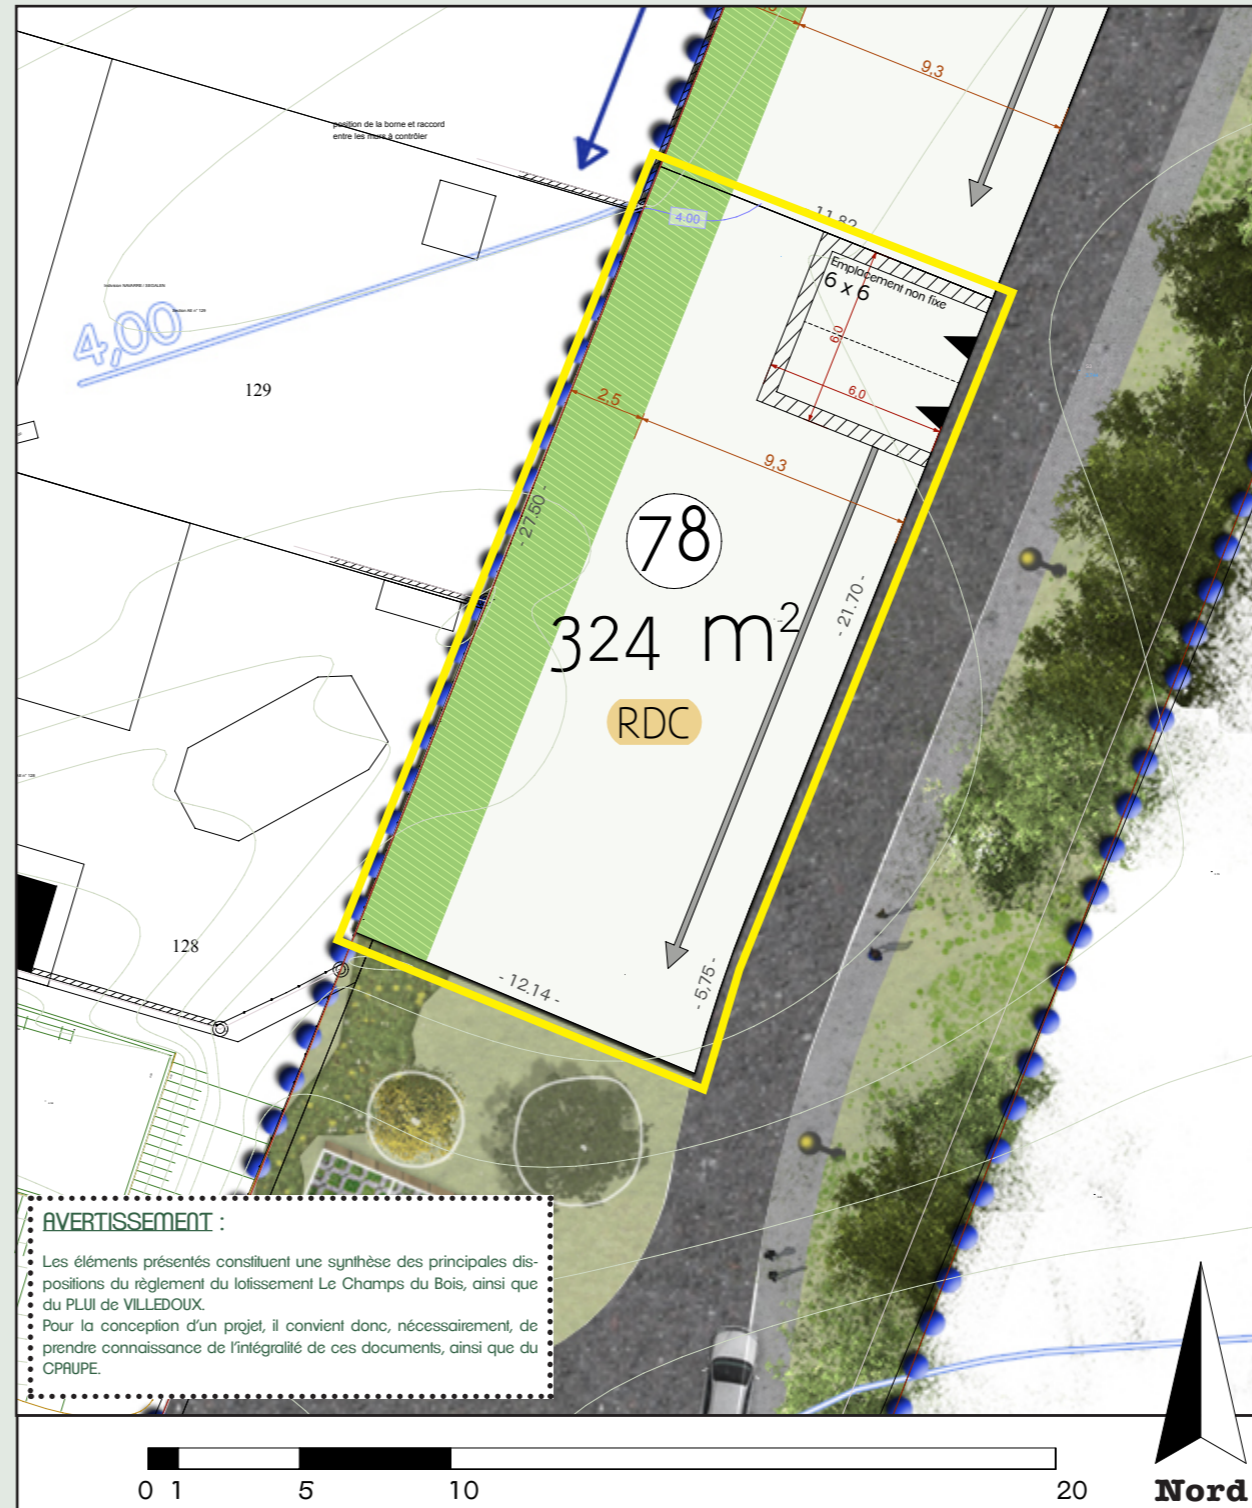 9,3
position de la borne et raccord
entre les murs à contrôler
4.00
11.82
Emplacement non fixe
6 x 6
6,0
6,0
4,00
129
2,5
9,3
- 27.50 -
78
324 m²
- 21.70 -
RDC
128
- 12.14 -
- 5,75 -
AVERTISSEMENT :
Les éléments présentés constituent une synthèse des principales dis-
positions du règlement du lotissement Le Champs du Bois, ainsi que
du PLUI de VILLEDOUX.
Pour la conception d'un projet, il convient donc, nécessairement, de
prendre connaissance de l'intégralité de ces documents, ainsi que du
CPAUPE.
0 1 5 10 20
Nord